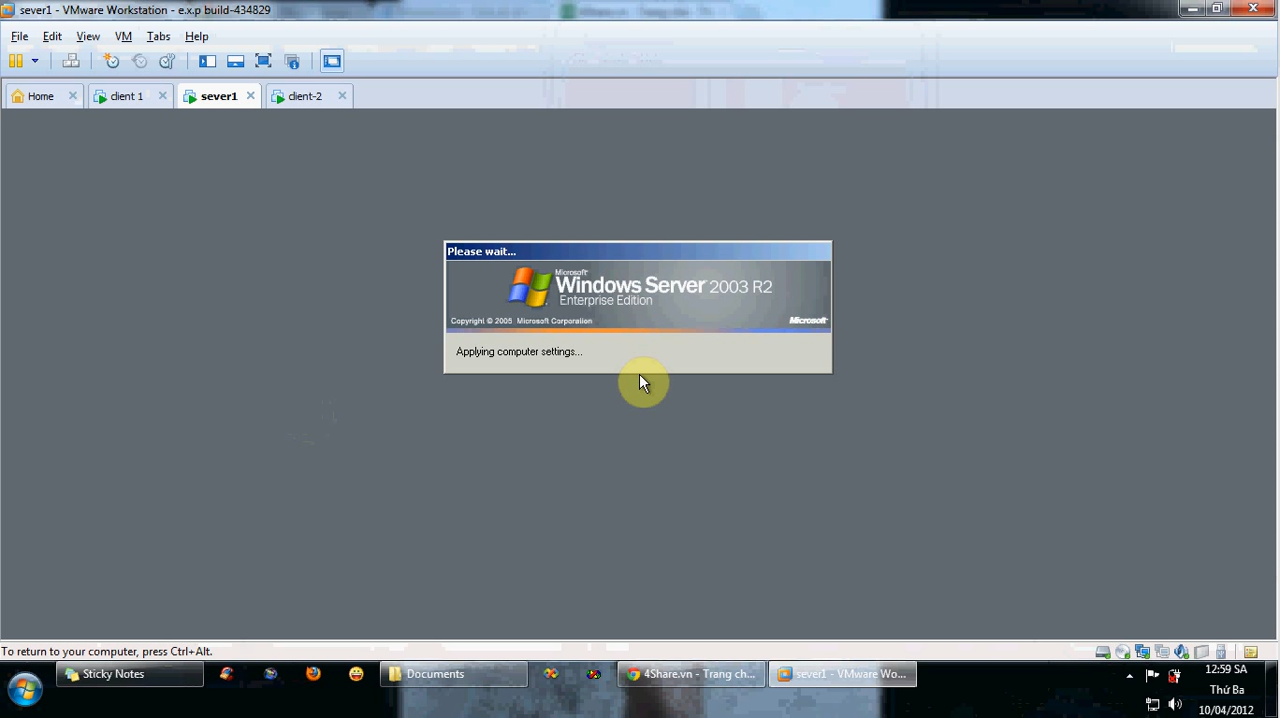 sever1 - VMware Workstation - e.x.p build-434829
File Edit View VM Tabs Help
Home client 1 sever1 client-2
Please wait...
Microsoft
Windows Server 2003 R2
Enterprise Edition
Copyright © 2005 Microsoft Corporation Microsoft
Applying computer settings...
To return to your computer, press Ctrl+Alt.
Sticky Notes Documents 4Share.vn - Trang ch... sever1 - VMware Wo...
12:59 SA
Thứ Ba
10/04/2012